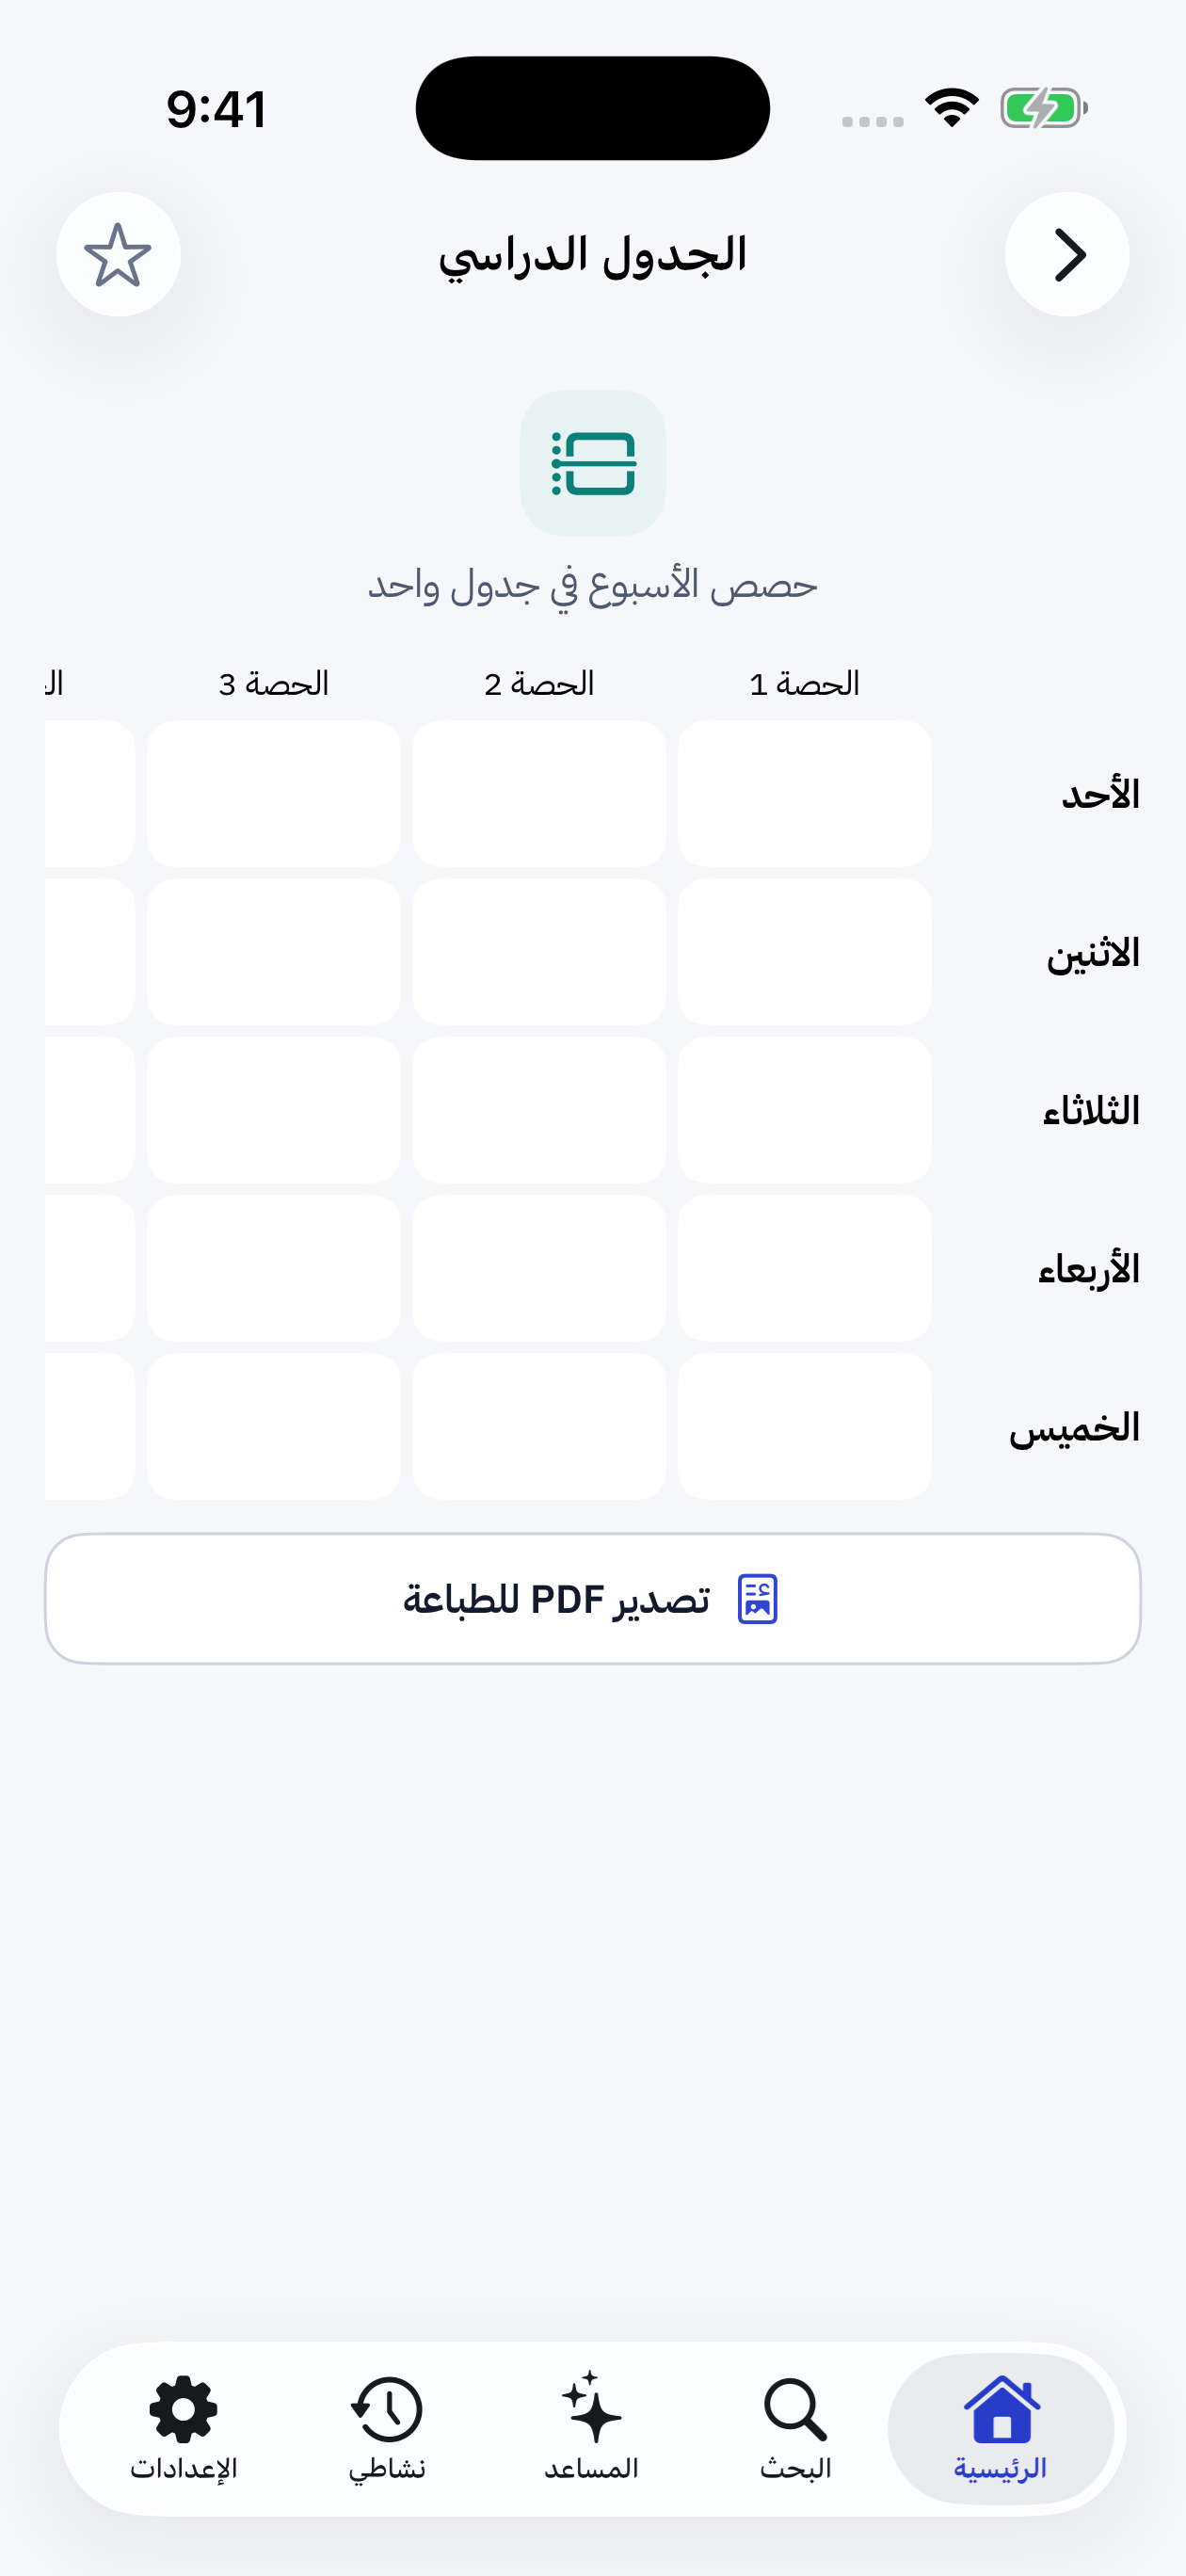 9:41
الجدول الدراسي
حصص الأسبوع في جدول واحد
الحصة 1 الحصة 2 الحصة 3
الأحد
الاثنين
الثلاثاء
الأربعاء
الخميس
تصدير PDF للطباعة
الرئيسية البحث المساعد نشاطي الإعدادات